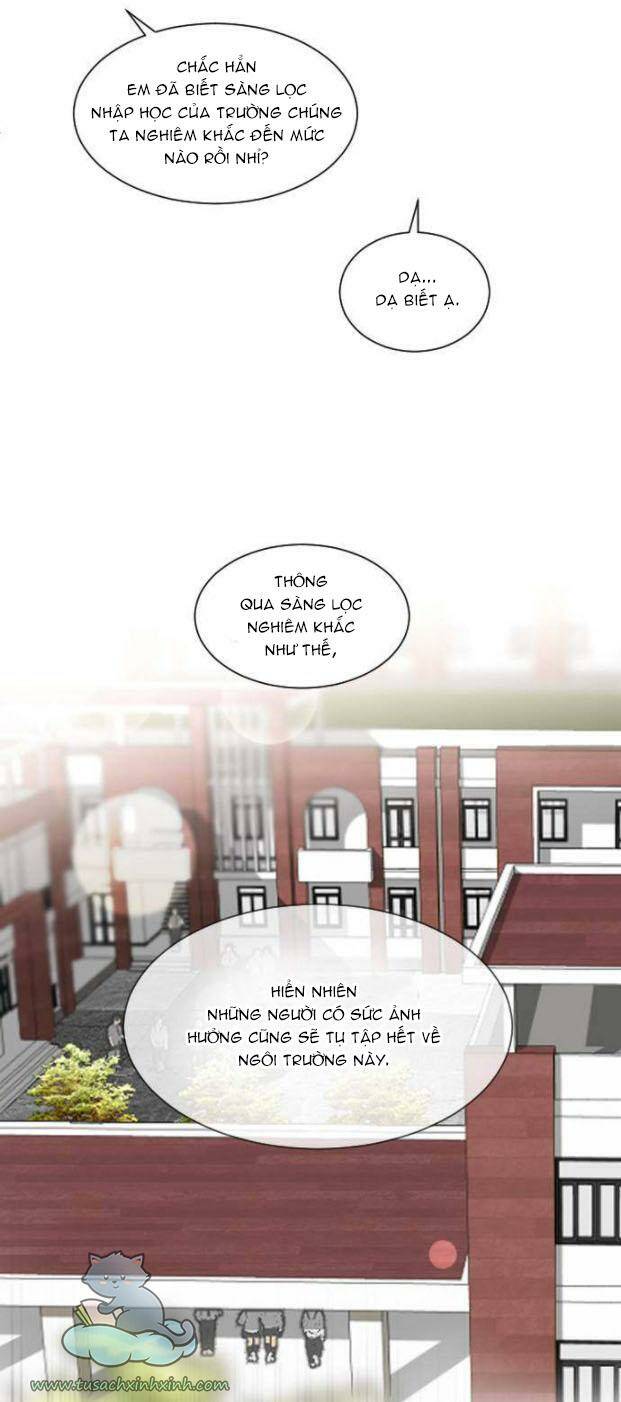 CHẮC HẲN
EM ĐÃ BIẾT SÀNG LỌC
NHẬP HỌC CỦA TRƯỜNG CHÚNG
TA NGHIÊM KHẮC ĐẾN MỨC
NÀO RỒI NHỈ?
DẠ...
DẠ BIẾT Ạ.
THÔNG
QUA SÀNG LỌC
NGHIÊM KHẮC
NHƯ THẾ,
HIỂN NHIÊN
NHỮNG NGƯỜI CÓ SỨC ẢNH
HƯỞNG CŨNG SẼ TỤ TẬP HẾT VỀ
NGÔI TRƯỜNG NÀY.
www.tusachxinhxinh.com